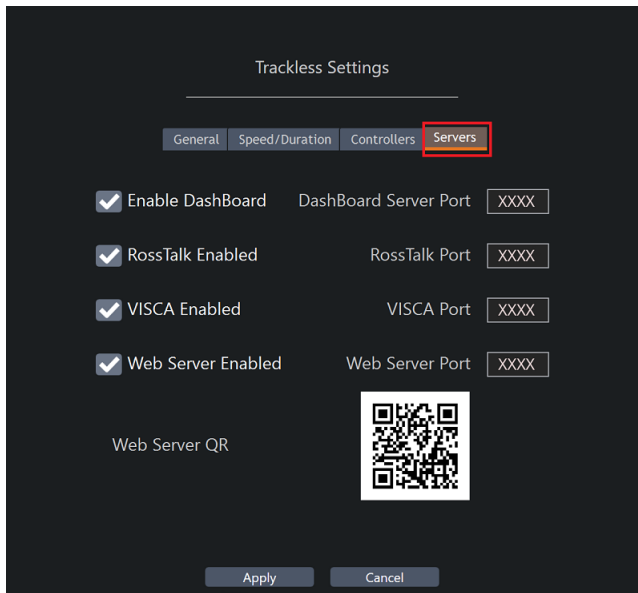 Trackless Settings
General Speed/Duration Controllers Servers
Enable DashBoard DashBoard Server Port XXXX
RossTalk Enabled RossTalk Port XXXX
VISCA Enabled VISCA Port XXXX
Web Server Enabled Web Server Port XXXX
Web Server QR
Apply Cancel